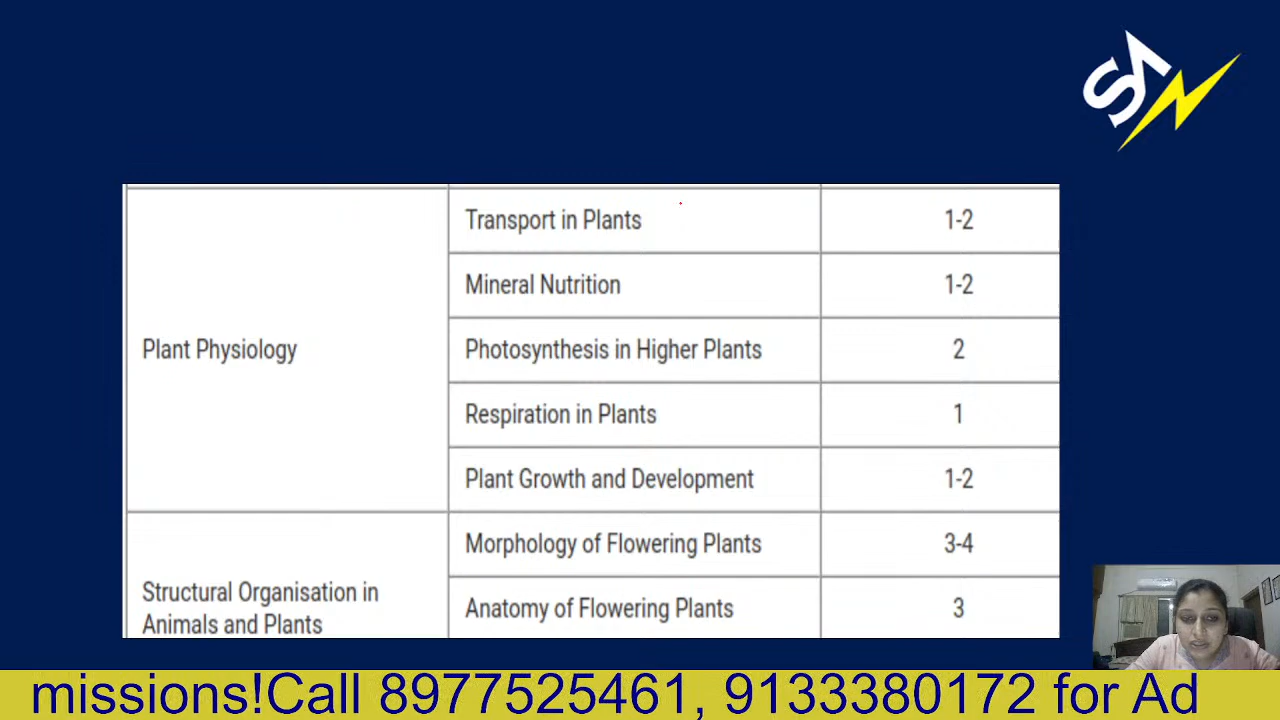 SAN
Transport in Plants 1-2
Mineral Nutrition 1-2
Plant Physiology Photosynthesis in Higher Plants 2
Respiration in Plants 1
Plant Growth and Development 1-2
Morphology of Flowering Plants 3-4
Structural Organisation in
Animals and Plants
Anatomy of Flowering Plants 3
missions!Call 8977525461, 9133380172 for Ad